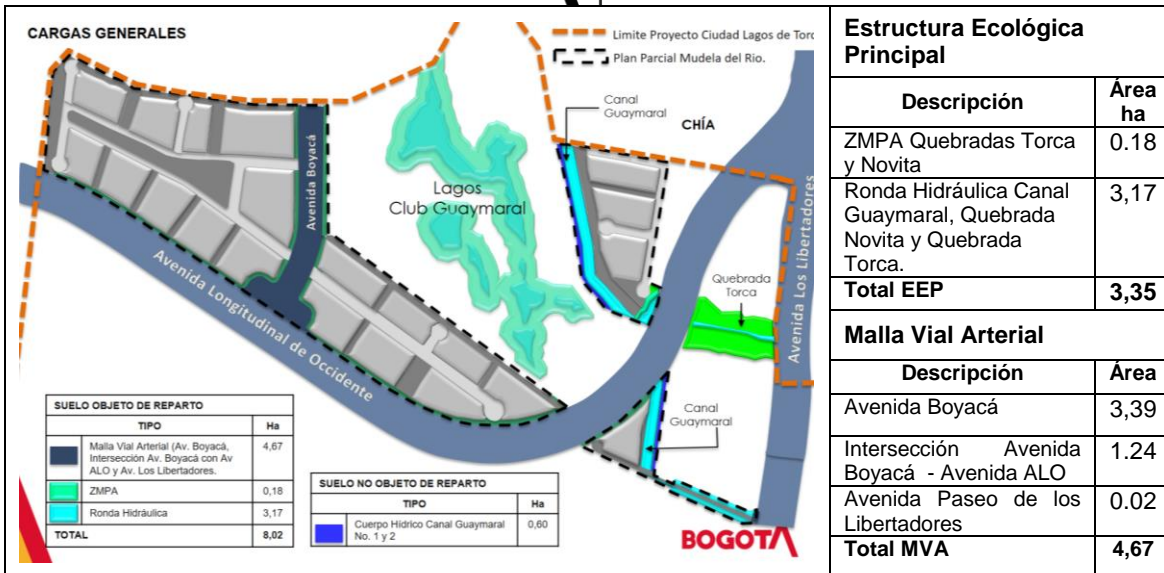 CARGAS GENERALES
Limite Proyecto Ciudad Lagos de Torc
Plan Parcial Mudela del Rio.
Canal
Guaymaral
CHÍA
Avenida Boyacá
Lagos
Club Guaymaral
Avenida Los Libertadores
Quebrada
Torca
Avenida Longitudinal de Occidente
Canal
Guaymaral
SUELO OBJETO DE REPARTO
TIPO Ha
Malla Vial Arterial (Av. Boyacá, 4,67
Intersección Av. Boyacá con Av
ALO y Av. Los Libertadores.
ZMPA 0,18
Ronda Hidráulica 3,17
TOTAL 8,02
SUELO NO OBJETO DE REPARTO
TIPO Ha
Cuerpo Hídrico Canal Guaymaral 0,60
No. 1 y 2
BOGOTÁ
Estructura Ecológica
Principal
Descripción Área
ha
ZMPA Quebradas Torca 0.18
y Novita
Ronda Hidráulica Canal 3,17
Guaymaral, Quebrada
Novita y Quebrada
Torca.
Total EEP 3,35
Malla Vial Arterial
Descripción Área
Avenida Boyacá 3,39
Intersección Avenida 1.24
Boyacá - Avenida ALO
Avenida Paseo de los 0.02
Libertadores
Total MVA 4,67